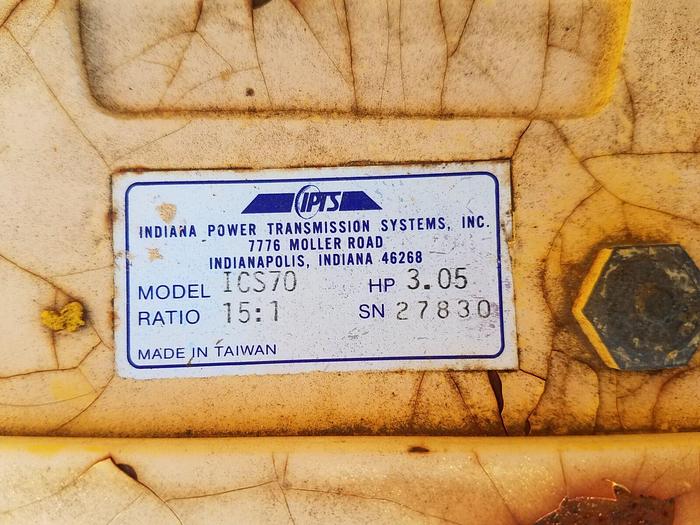 IPTS
INDIANA POWER TRANSMISSION SYSTEMS, INC.
7776 MOLLER ROAD
INDIANAPOLIS, INDIANA 46268
MODEL ICS70 HP 3.05
RATIO 15:1 SN 27830
MADE IN TAIWAN